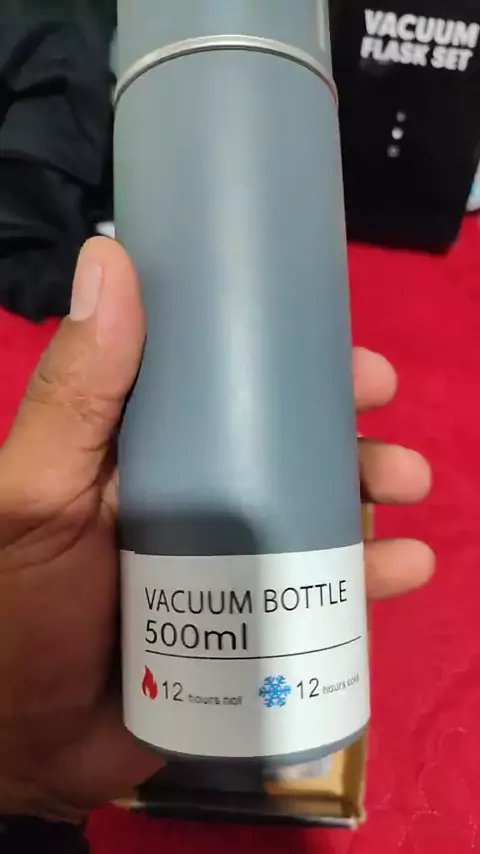 VACUUM
FLASK SET
VACUUM BOTTLE
500ml
12 hours hot 12 hours cold